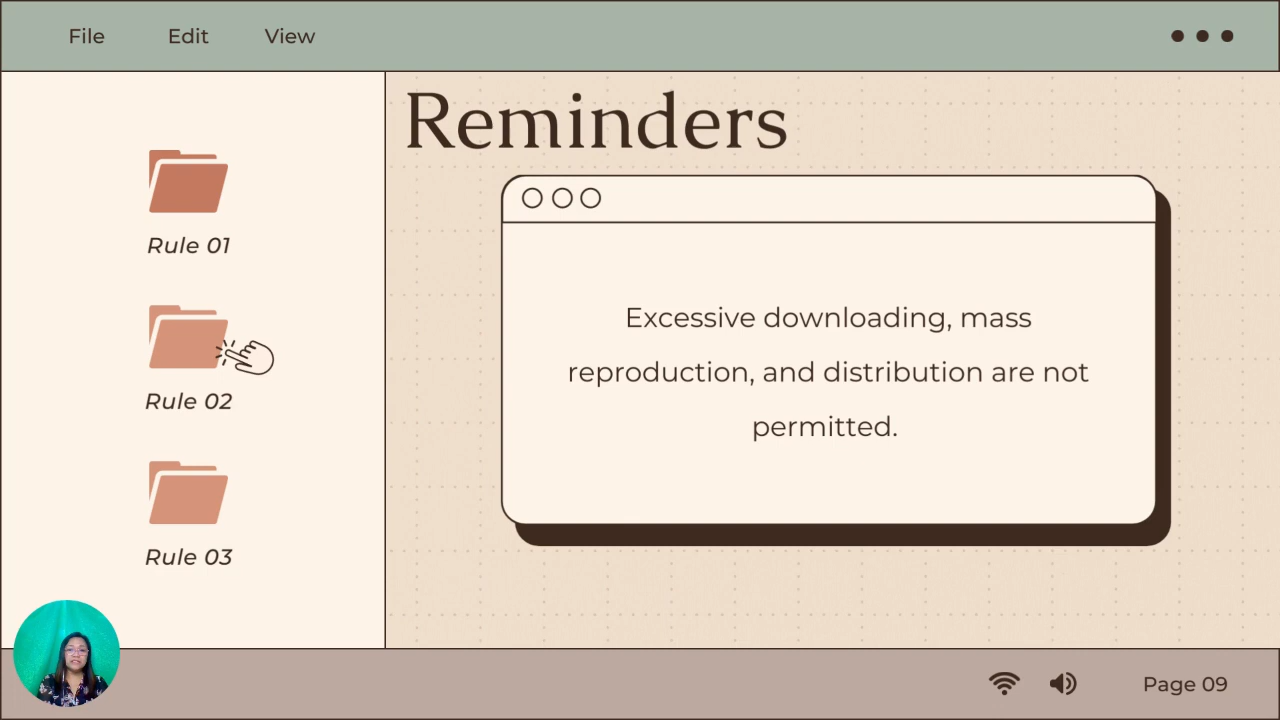 File
Edit
View
Reminders
Rule 01
Rule 02
Rule 03
Excessive downloading, mass
reproduction, and distribution are not
permitted.
Page 09